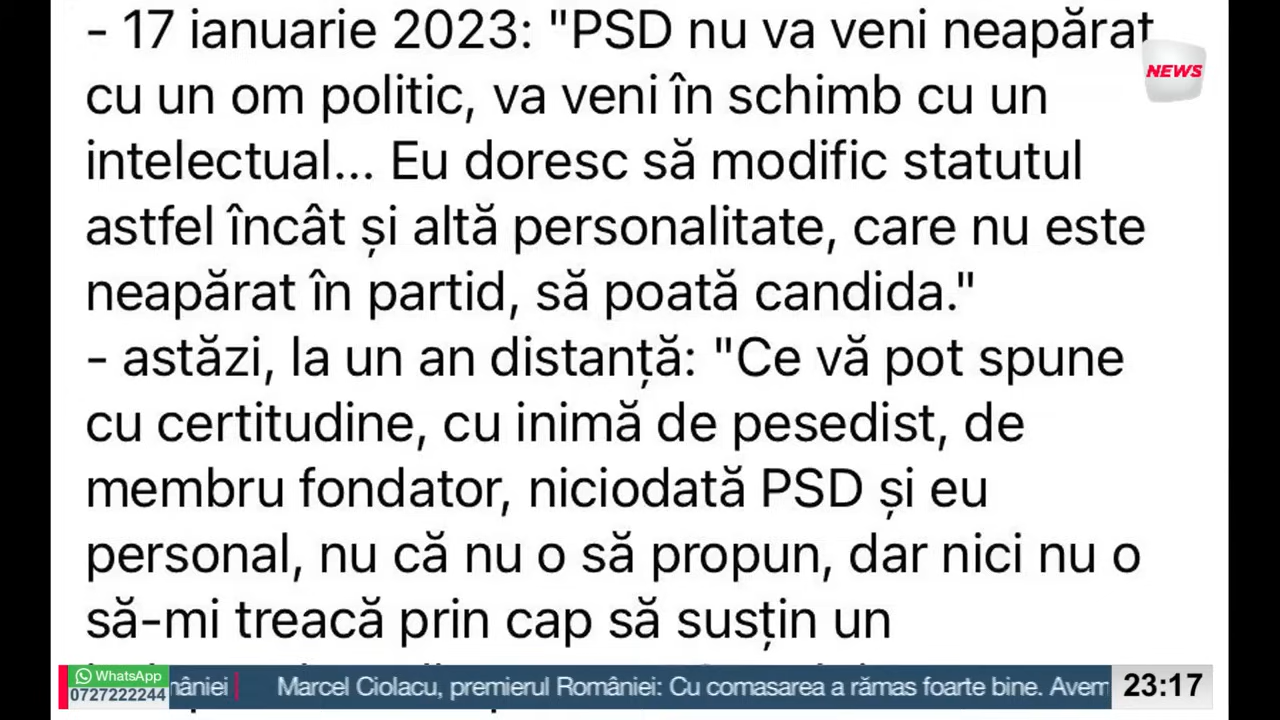 - 17 ianuarie 2023: "PSD nu va veni neapărat
NEWS
cu un om politic, va veni în schimb cu un
intelectual... Eu doresc să modific statutul
astfel încât și altă personalitate, care nu este
neapărat în partid, să poată candida."
- astăzi, la un an distanță: "Ce vă pot spune
cu certitudine, cu inimă de pesedist, de
membru fondator, niciodată PSD și eu
personal, nu că nu o să propun, dar nici nu o
să-mi treacă prin cap să susțin un
WhatsApp
0727222244
mâniei | Marcel Ciolacu, premierul României: Cu comasarea a rămas foarte bine. Avem
23:17